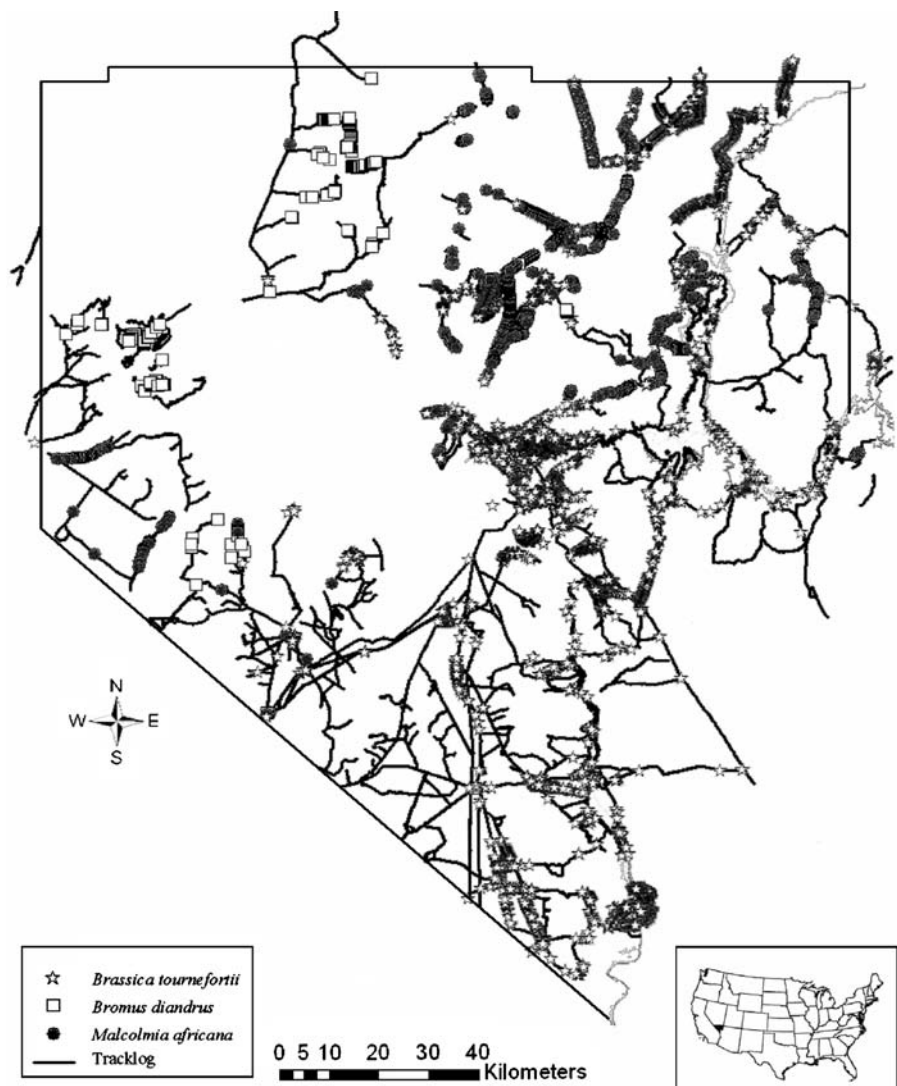 N
W E
S
Brassica tournefortii
Bromus diandrus
Malcolmia africana
Tracklog
0 5 10 20 30 40
Kilometers